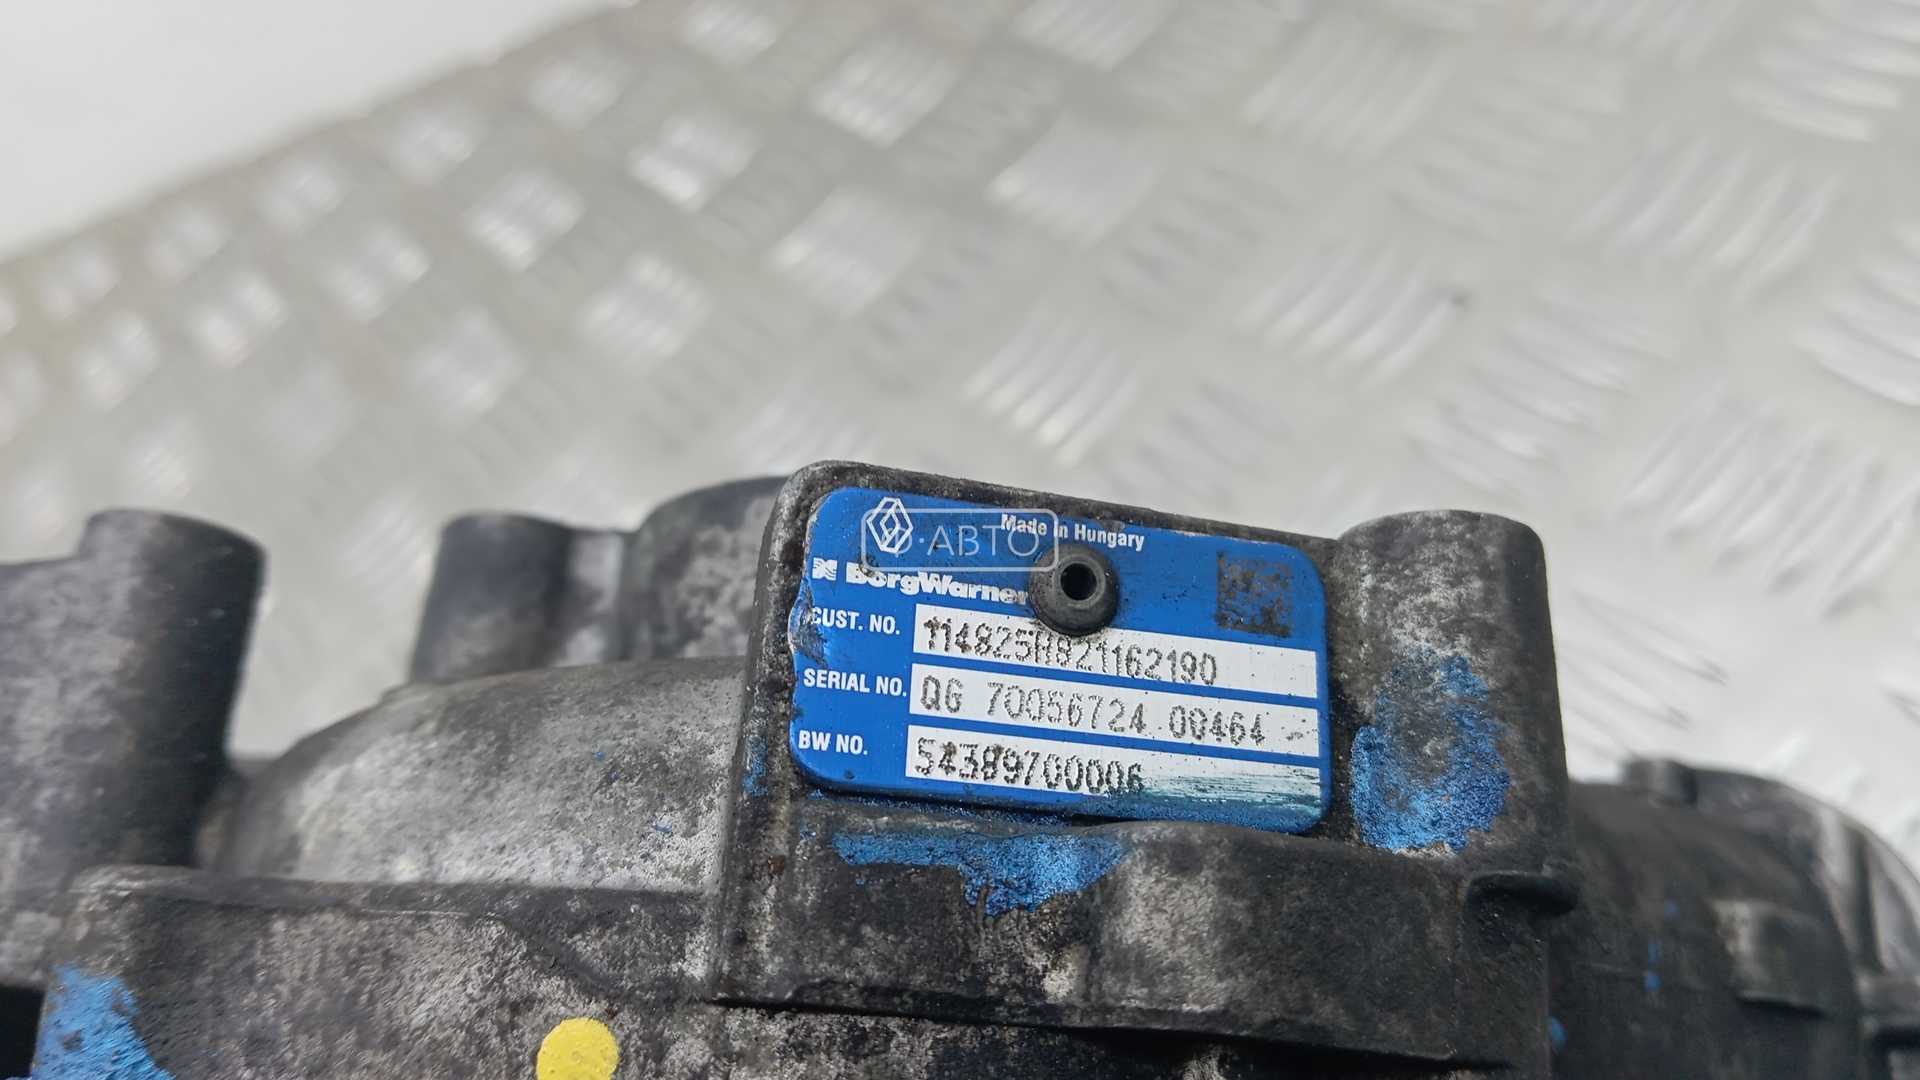 Made in Hungary
АВТО
BorgWarner
CUST. NO. 114825H821162190
SERIAL NO. QG 70056724 00464
BW NO. 54389700006